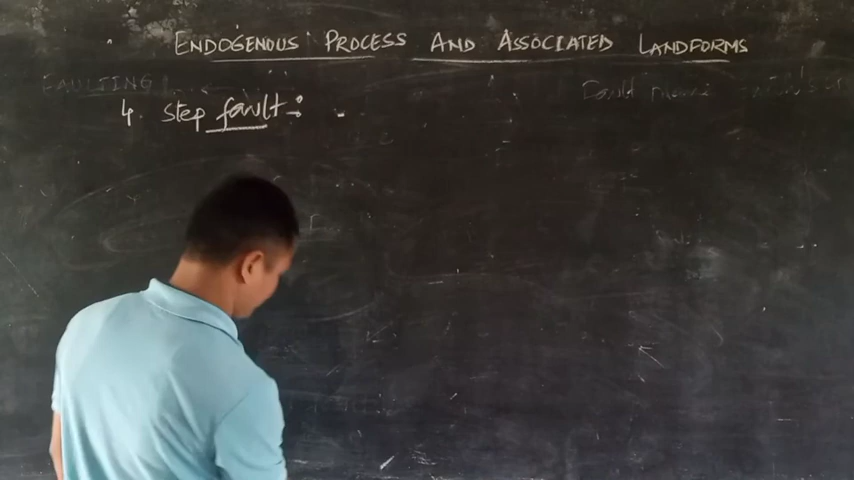 ENDOGENOUS PROCESS AND ASSOCIATED LANDFORMS
FAULTING
4. step fault :-